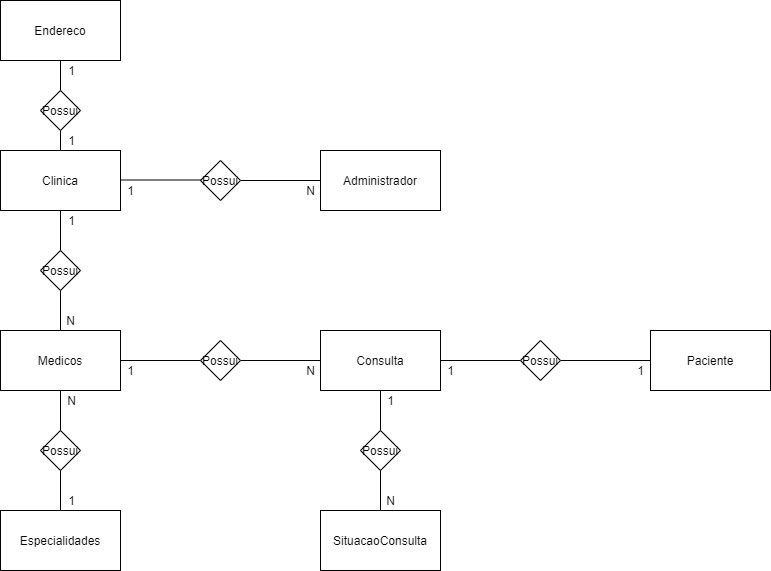 Endereco
1
Possui
1
Clinica
1
Possui
N
Administrador
1
Possui
N
Medicos
1
Possui
N
Consulta
1
Possui
1
Paciente
N
Possui
1
Especialidades
1
Possui
N
SituacaoConsulta